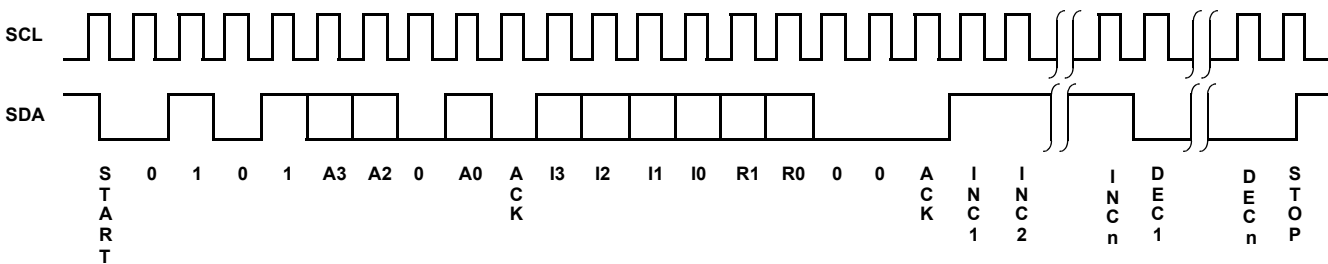 SCL
SDA
START 0 1 0 1 A3 A2 0 A0 ACK I3 I2 I1 I0 R1 R0 0 0 ACK INC1 INC2 INCn DEC1 DECn STOP